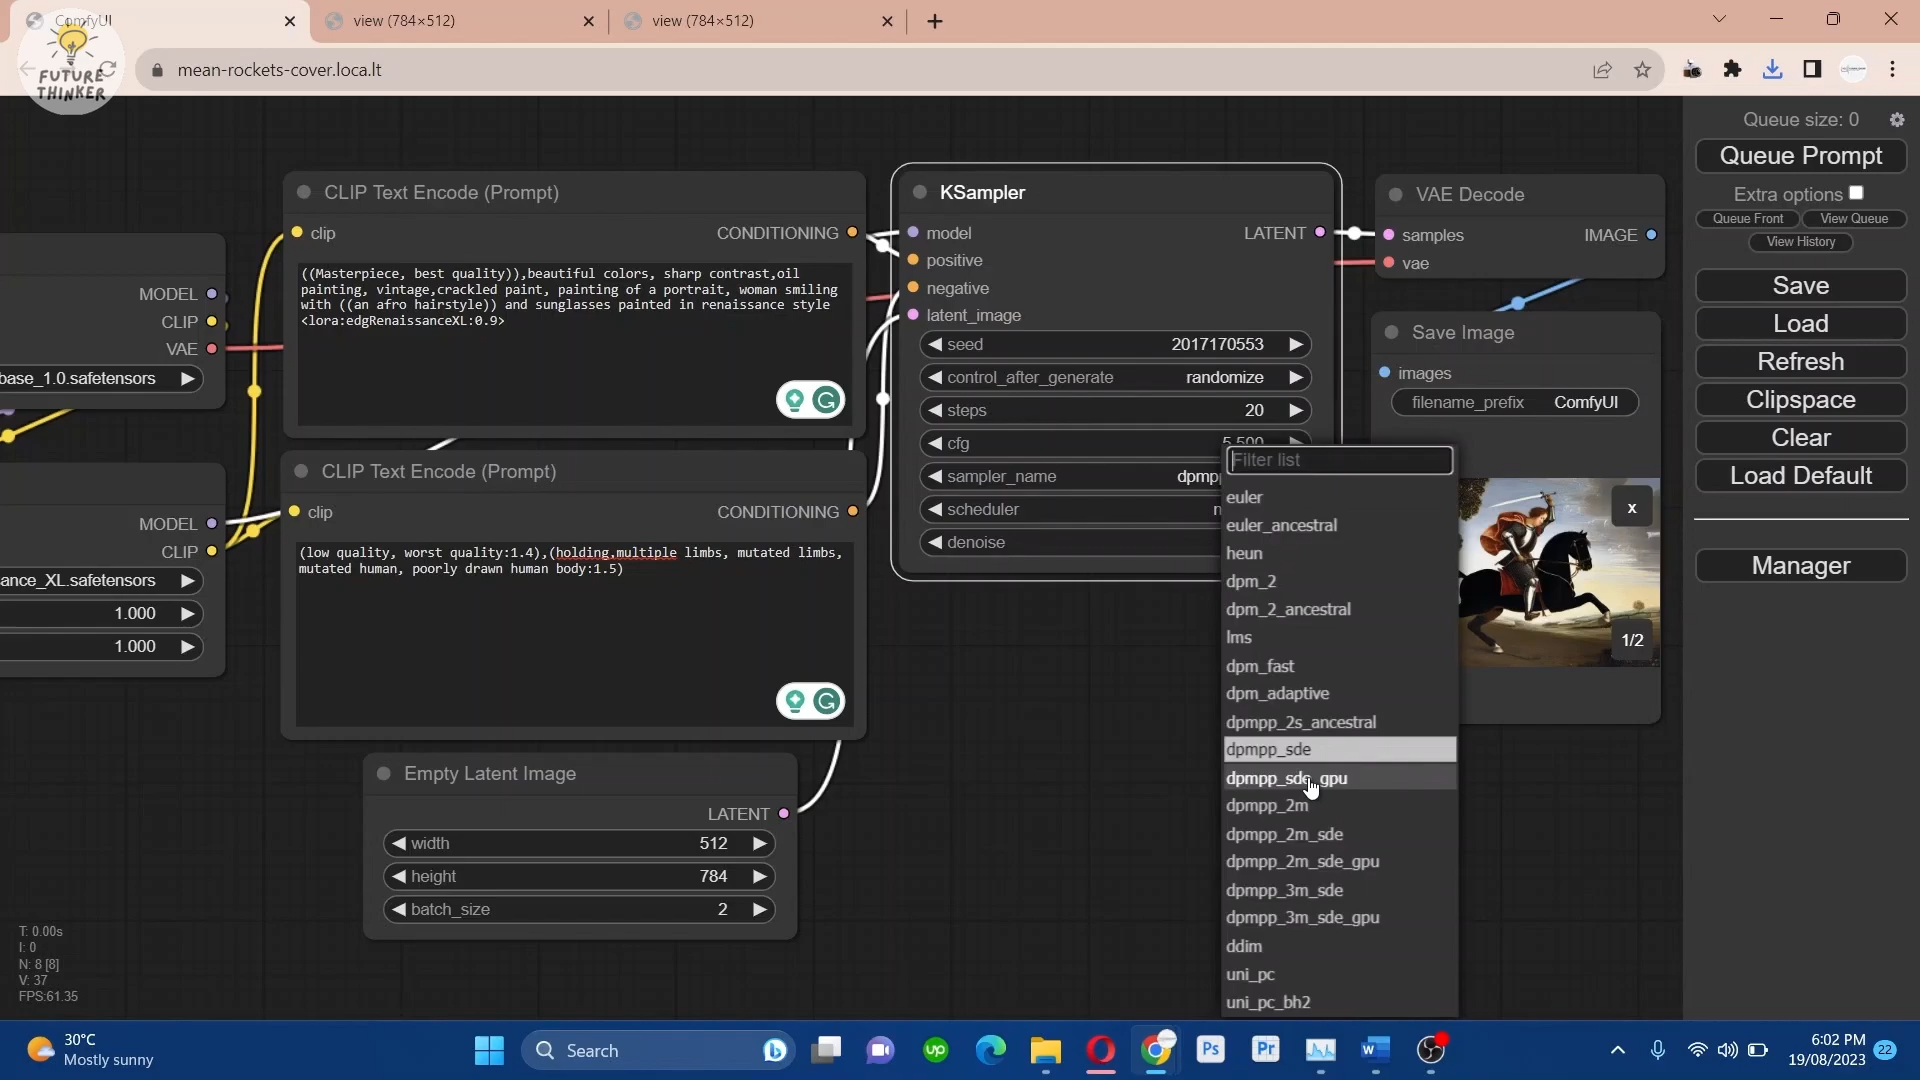 ComfyUI
view (784×512)
view (784×512)
mean-rockets-cover.loca.lt
FUTURE
THINKER
Queue size: 0
Queue Prompt
Extra options
Queue Front
View Queue
View History
Save
Load
Refresh
Clipspace
Clear
Load Default
Manager
MODEL
CLIP
VAE
base_1.0.safetensors
MODEL
CLIP
ance_XL.safetensors
1.000
1.000
CLIP Text Encode (Prompt)
clip
CONDITIONING
((Masterpiece, best quality)),beautiful colors, sharp contrast,oil
painting, vintage,crackled paint, painting of a portrait, woman smiling
with ((an afro hairstyle)) and sunglasses painted in renaissance style
<lora:edgRenaissanceXL:0.9>
CLIP Text Encode (Prompt)
clip
CONDITIONING
(low quality, worst quality:1.4),(holding,multiple limbs, mutated limbs,
mutated human, poorly drawn human body:1.5)
Empty Latent Image
LATENT
width 512
height 784
batch_size 2
KSampler
model
LATENT
positive
negative
latent_image
seed 2017170553
control_after_generate randomize
steps 20
cfg 5.500
sampler_name dpmp
scheduler
denoise
Filter list
euler
euler_ancestral
heun
dpm_2
dpm_2_ancestral
lms
dpm_fast
dpm_adaptive
dpmpp_2s_ancestral
dpmpp_sde
dpmpp_sde_gpu
dpmpp_2m
dpmpp_2m_sde
dpmpp_2m_sde_gpu
dpmpp_3m_sde
dpmpp_3m_sde_gpu
ddim
uni_pc
uni_pc_bh2
VAE Decode
samples
IMAGE
vae
Save Image
images
filename_prefix ComfyUI
x
1/2
T: 0.00s
I: 0
N: 8 [8]
V: 37
FPS:61.35
30°C
Mostly sunny
Search
up
Ps
Pr
W
6:02 PM
19/08/2023
22